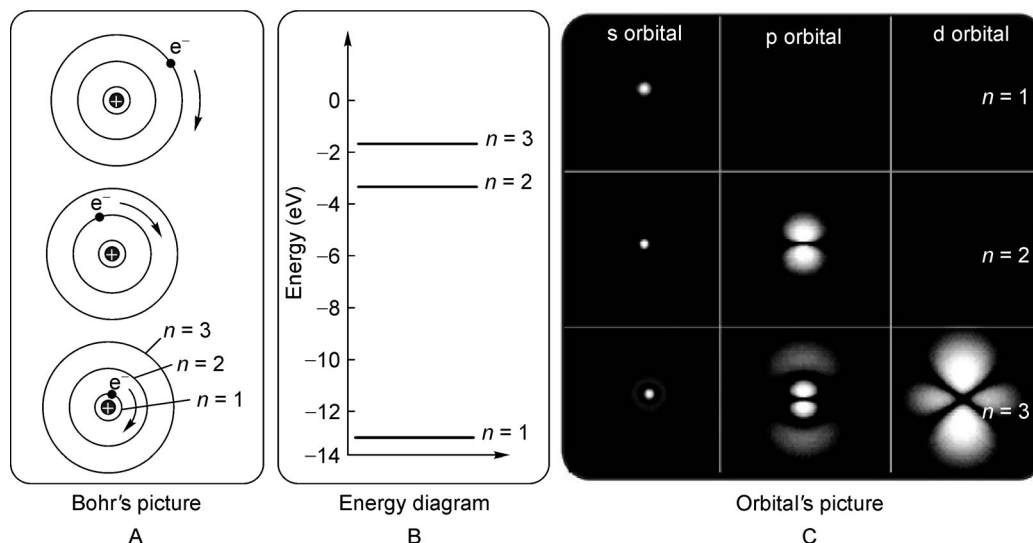 e⁻
e⁻
n = 3
n = 2
e⁻
n = 1
+
+
+
Bohr's picture
A
Energy (eV)
0
−2
−4
−6
−8
−10
−12
−14
n = 3
n = 2
n = 1
Energy diagram
B
s orbital p orbital d orbital
n = 1
n = 2
n = 3
Orbital's picture
C